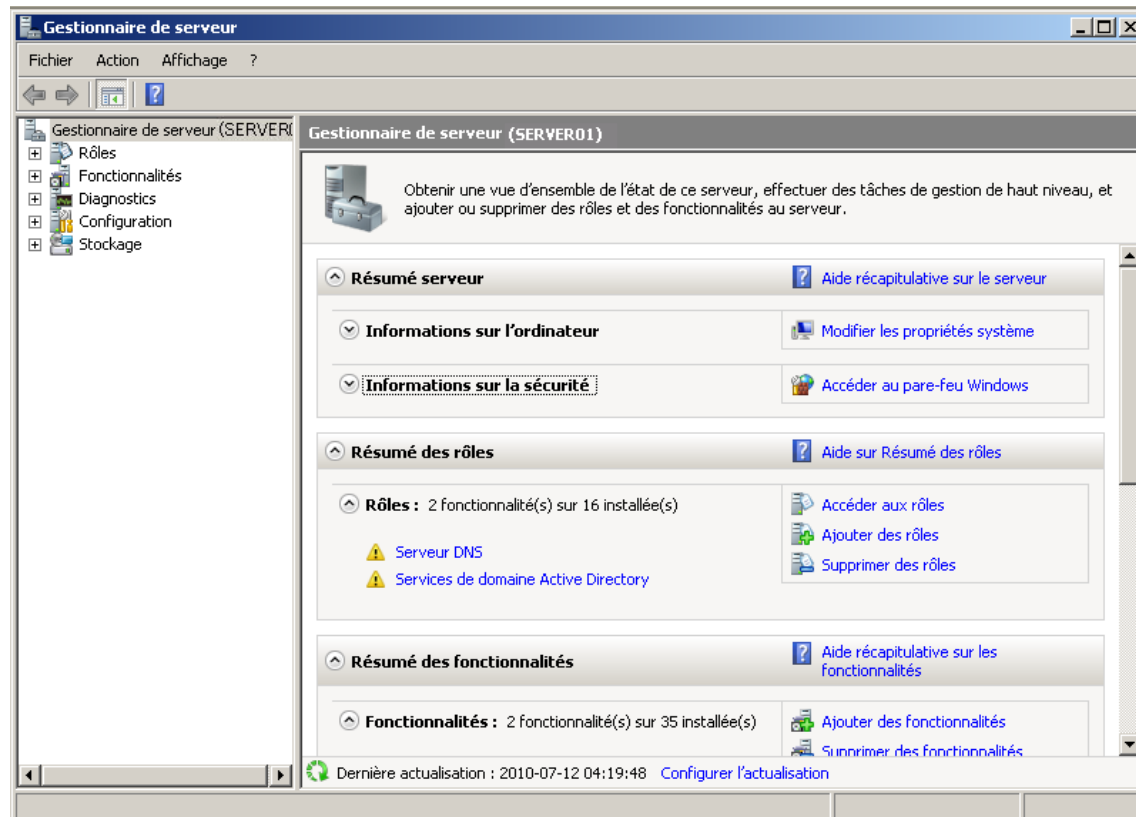 Gestionnaire de serveur
Fichier Action Affichage ?
Gestionnaire de serveur (SERVER(
Rôles
Fonctionnalités
Diagnostics
Configuration
Stockage
Gestionnaire de serveur (SERVER01)
Obtenir une vue d'ensemble de l'état de ce serveur, effectuer des tâches de gestion de haut niveau, et
ajouter ou supprimer des rôles et des fonctionnalités au serveur.
Résumé serveur
Aide récapitulative sur le serveur
Informations sur l'ordinateur
Modifier les propriétés système
Informations sur la sécurité
Accéder au pare-feu Windows
Résumé des rôles
Aide sur Résumé des rôles
Rôles : 2 fonctionnalité(s) sur 16 installée(s)
Accéder aux rôles
Ajouter des rôles
Supprimer des rôles
Serveur DNS
Services de domaine Active Directory
Résumé des fonctionnalités
Aide récapitulative sur les
fonctionnalités
Fonctionnalités : 2 fonctionnalité(s) sur 35 installée(s)
Ajouter des fonctionnalités
Supprimer des fonctionnalités
Dernière actualisation : 2010-07-12 04:19:48 Configurer l'actualisation